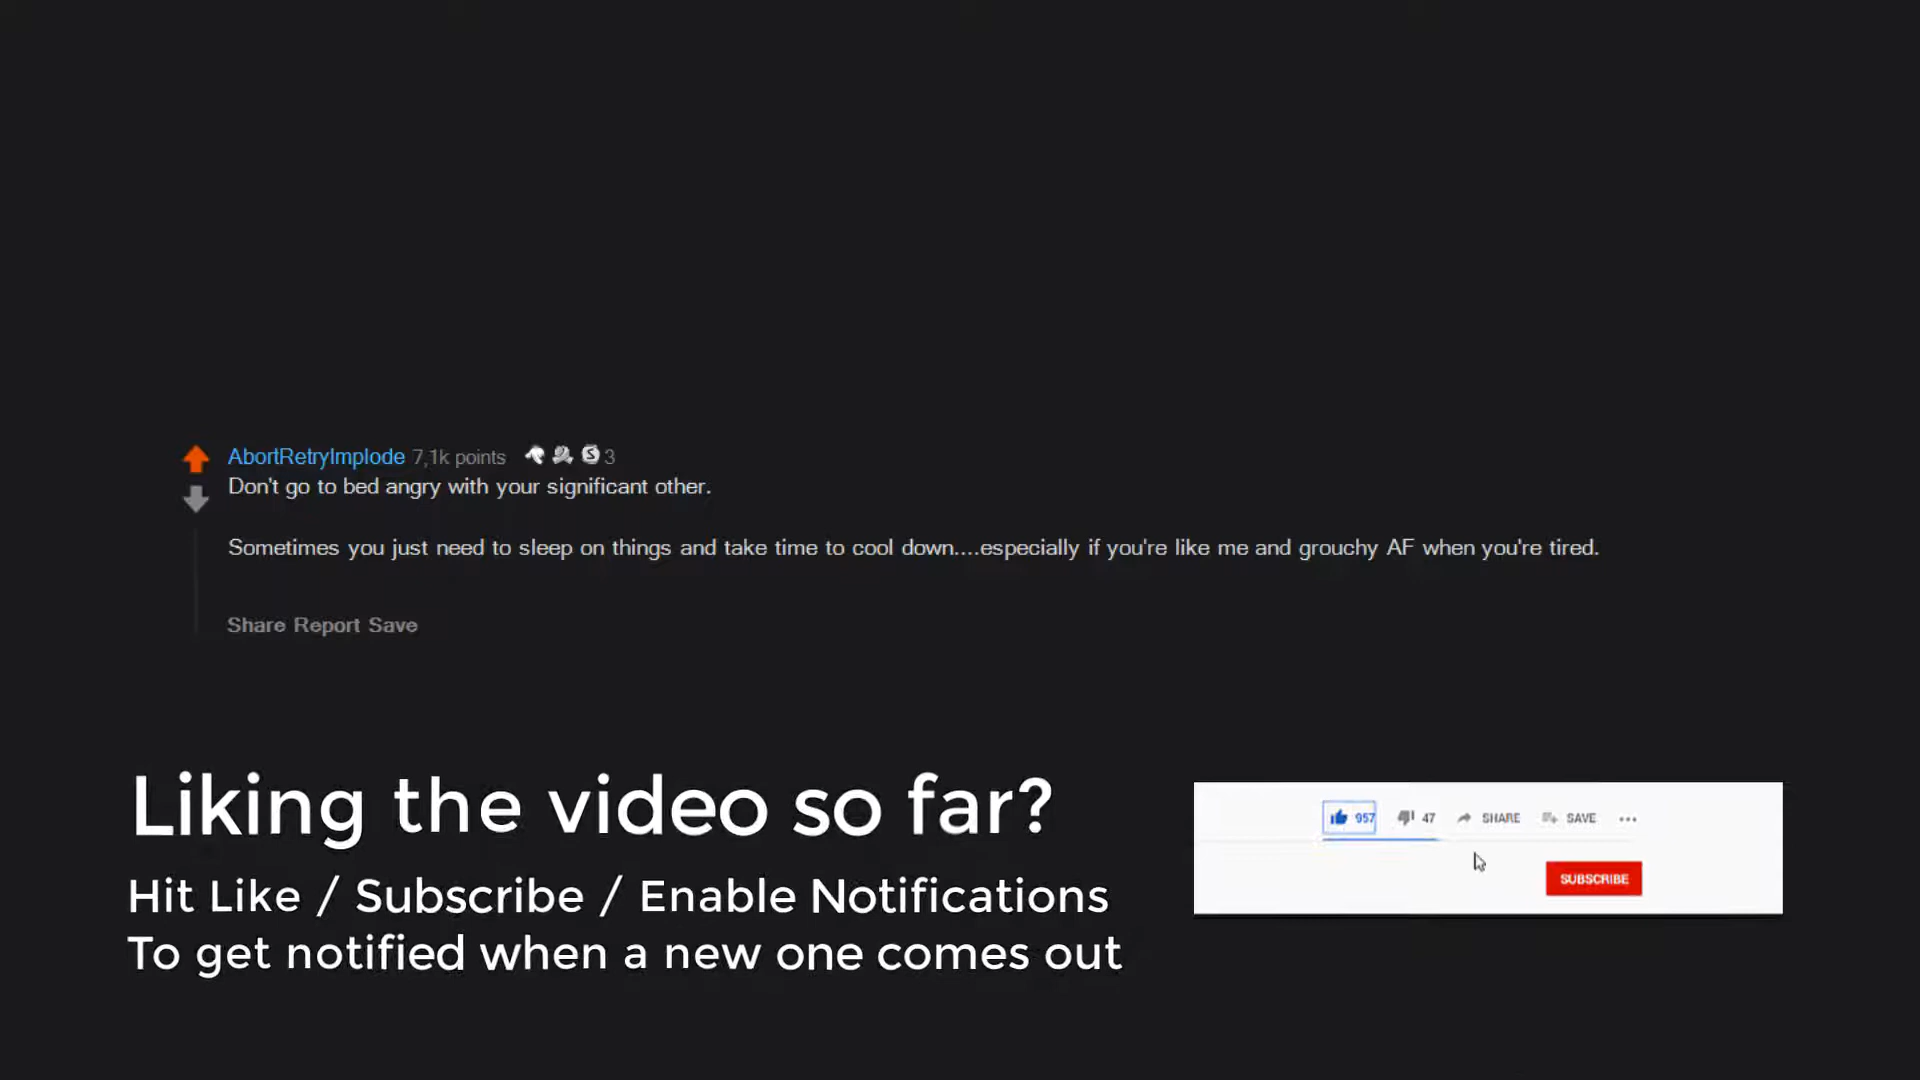 AbortRetryImplode 7,1k points 3
Don't go to bed angry with your significant other.
Sometimes you just need to sleep on things and take time to cool down....especially if you're like me and grouchy AF when you're tired.
Share Report Save
Liking the video so far?
Hit Like / Subscribe / Enable Notifications
To get notified when a new one comes out
957 47 SHARE SAVE
SUBSCRIBE